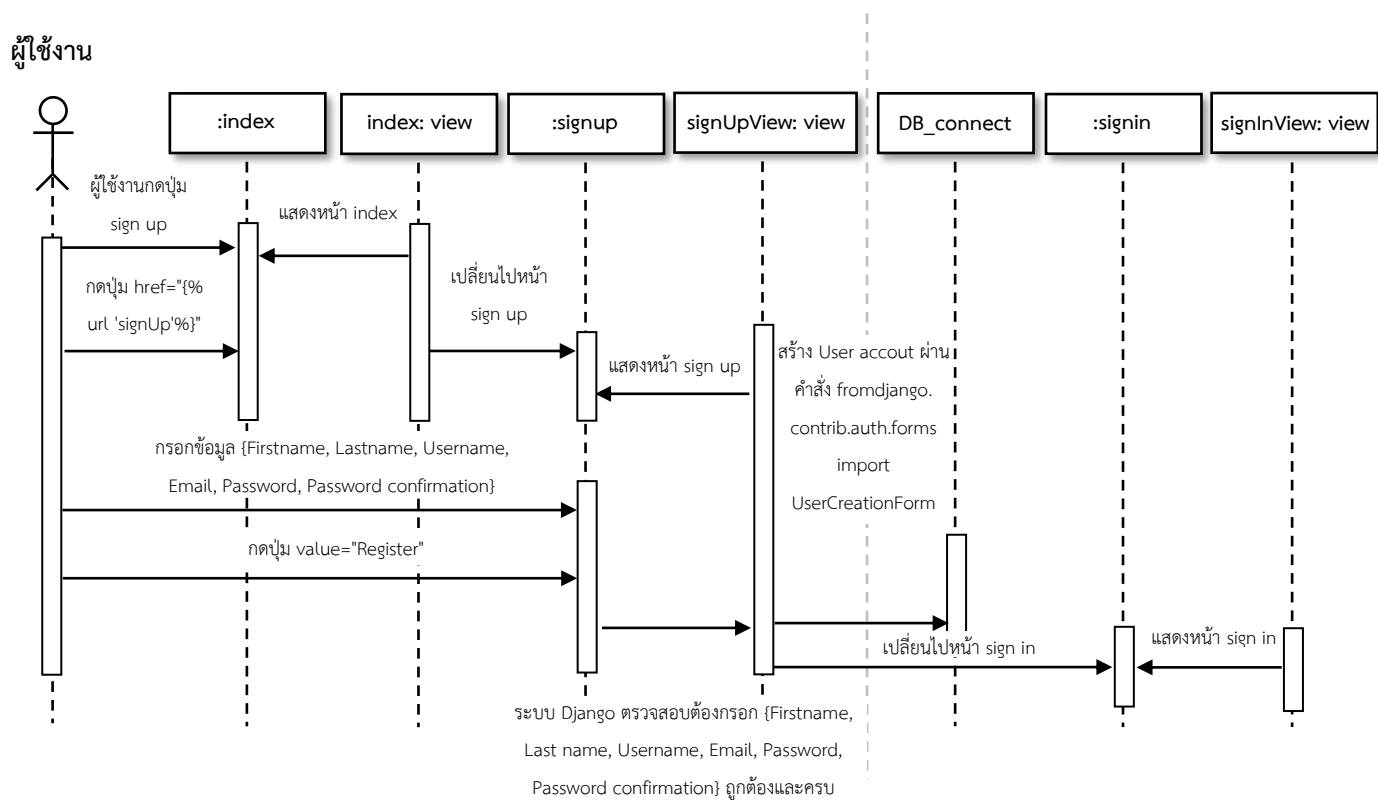 ผู้ใช้งาน
:index
index: view
:signup
signUpView: view
DB_connect
:signin
signInView: view
ผู้ใช้งานกดปุ่ม
sign up
แสดงหน้า index
กดปุ่ม href="{%
url 'signUp'%}"
เปลี่ยนไปหน้า
sign up
แสดงหน้า sign up
สร้าง User accout ผ่าน
คำสั่ง fromdjango.
contrib.auth.forms
import
UserCreationForm
กรอกข้อมูล {Firstname, Lastname, Username,
Email, Password, Password confirmation}
กดปุ่ม value="Register"
เปลี่ยนไปหน้า sign in
แสดงหน้า sign in
ระบบ Django ตรวจสอบต้องกรอก {Firstname,
Last name, Username, Email, Password,
Password confirmation} ถูกต้องและครบ